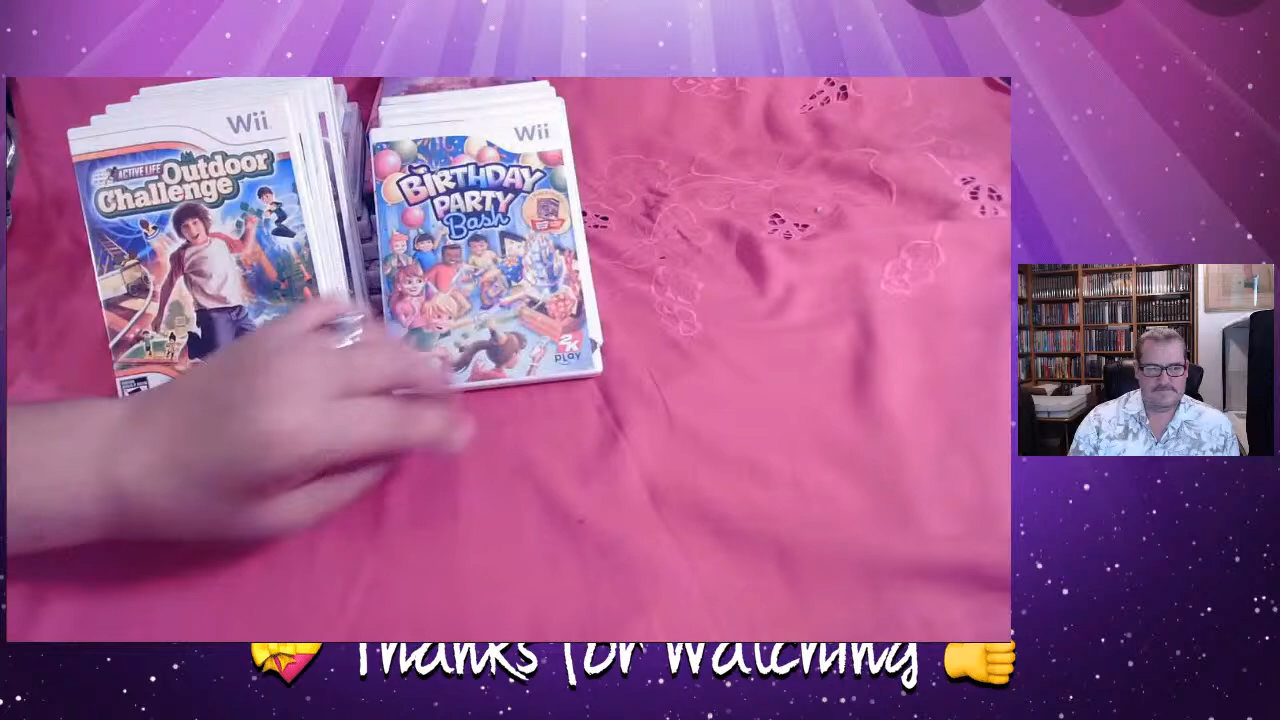 Wii
ACTIVE LIFE Outdoor
Challenge
Wii
BIRTHDAY
PARTY
Bash
2K
PLAY
Thanks for Watching